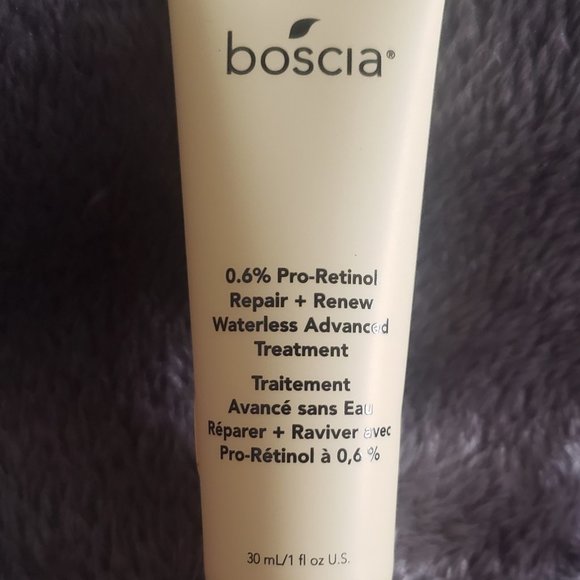 boscia®
0.6% Pro-Retinol
Repair + Renew
Waterless Advanced
Treatment
Traitement
Avancé sans Eau
Réparer + Raviver avec
Pro-Rétinol à 0,6 %
30 mL/1 fl oz U.S.